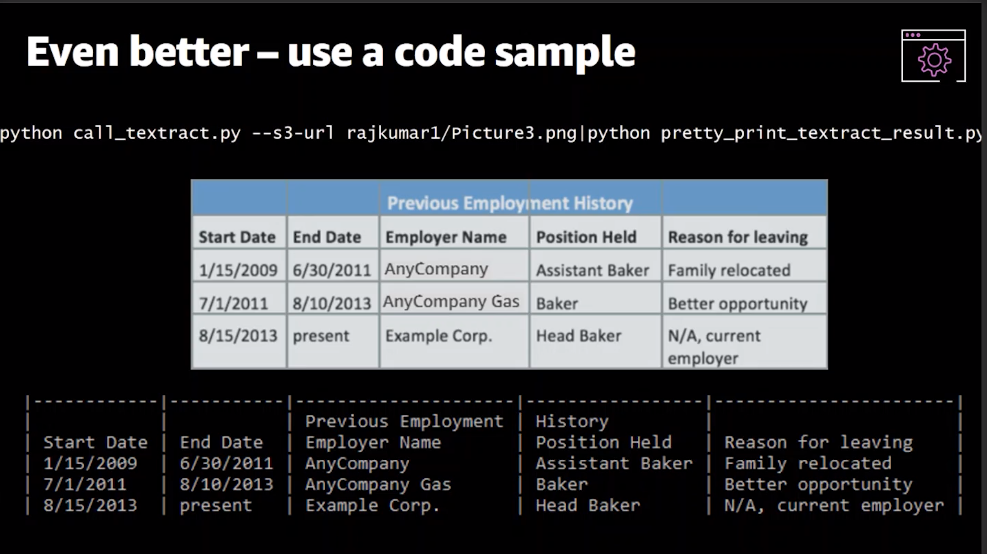 Even better – use a code sample
python call_textract.py --s3-url rajkumar1/Picture3.png|python pretty_print_textract_result.py
Previous Employment History
Start Date End Date Employer Name Position Held Reason for leaving
1/15/2009 6/30/2011 AnyCompany Assistant Baker Family relocated
7/1/2011 8/10/2013 AnyCompany Gas Baker Better opportunity
8/15/2013 present Example Corp. Head Baker N/A, current
employer
|------------|-----------|---------------------|----------------|-----------------------|
| | | Previous Employment | History | |
| Start Date | End Date | Employer Name | Position Held | Reason for leaving |
| 1/15/2009 | 6/30/2011 | AnyCompany | Assistant Baker | Family relocated |
| 7/1/2011 | 8/10/2013 | AnyCompany Gas | Baker | Better opportunity |
| 8/15/2013 | present | Example Corp. | Head Baker | N/A, current employer |